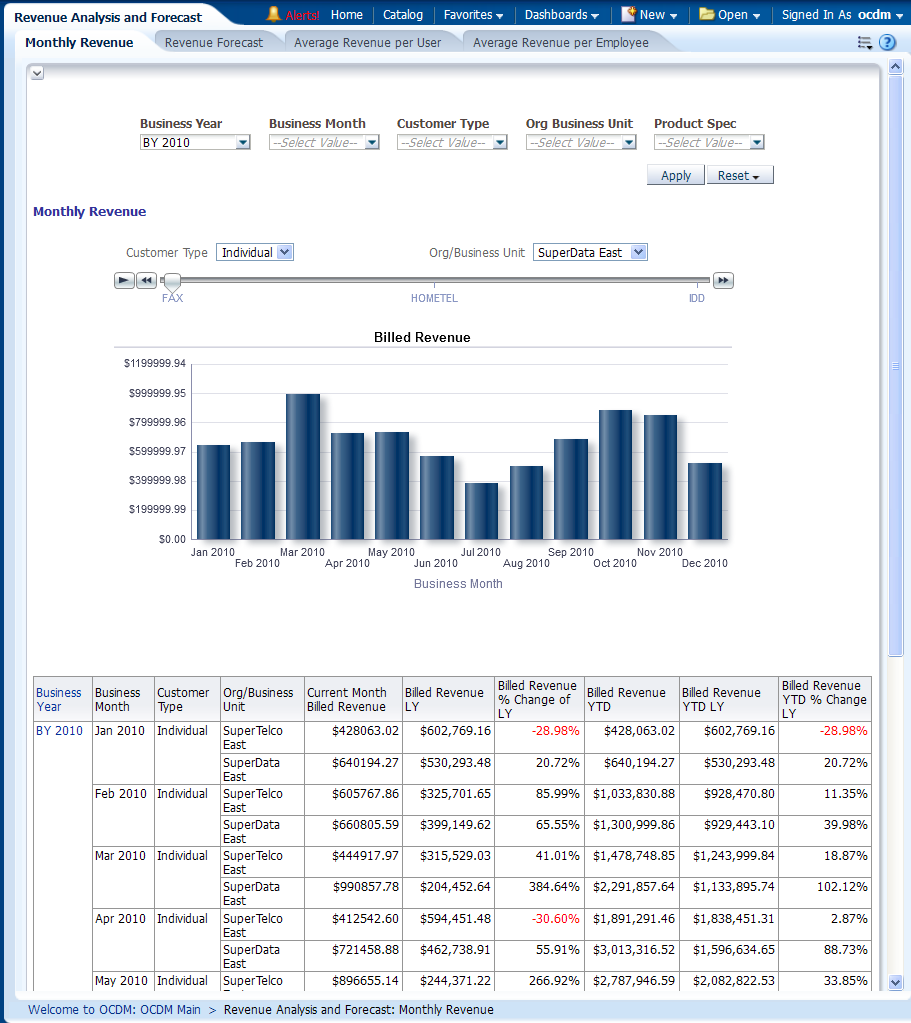 Revenue Analysis and Forecast
Alerts! Home Catalog Favorites Dashboards New Open Signed In As ocdm
Monthly Revenue Revenue Forecast Average Revenue per User Average Revenue per Employee
Business Year Business Month Customer Type Org Business Unit Product Spec
BY 2010 --Select Value-- --Select Value-- --Select Value-- --Select Value--
Apply Reset
Monthly Revenue
Customer Type Individual Org/Business Unit SuperData East
FAX HOMETEL IDD
Billed Revenue
$1199999.94
$999999.95
$799999.96
$599999.97
$399999.98
$199999.99
$0.00
Jan 2010 Mar 2010 May 2010 Jul 2010 Sep 2010 Nov 2010
Feb 2010 Apr 2010 Jun 2010 Aug 2010 Oct 2010 Dec 2010
Business Month
Business Year Business Month Customer Type Org/Business Unit Current Month Billed Revenue Billed Revenue LY Billed Revenue % Change of LY Billed Revenue YTD Billed Revenue YTD LY Billed Revenue YTD % Change LY
BY 2010 Jan 2010 Individual SuperTelco East $428063.02 $602,769.16 -28.98% $428,063.02 $602,769.16 -28.98%
SuperData East $640194.27 $530,293.48 20.72% $640,194.27 $530,293.48 20.72%
Feb 2010 Individual SuperTelco East $605767.86 $325,701.65 85.99% $1,033,830.88 $928,470.80 11.35%
SuperData East $660805.59 $399,149.62 65.55% $1,300,999.86 $929,443.10 39.98%
Mar 2010 Individual SuperTelco East $444917.97 $315,529.03 41.01% $1,478,748.85 $1,243,999.84 18.87%
SuperData East $990857.78 $204,452.64 384.64% $2,291,857.64 $1,133,895.74 102.12%
Apr 2010 Individual SuperTelco East $412542.60 $594,451.48 -30.60% $1,891,291.46 $1,838,451.31 2.87%
SuperData East $721458.88 $462,738.91 55.91% $3,013,316.52 $1,596,634.65 88.73%
May 2010 Individual SuperTelco $896655.14 $244,371.22 266.92% $2,787,946.59 $2,082,822.53 33.85%
Welcome to OCDM: OCDM Main > Revenue Analysis and Forecast: Monthly Revenue